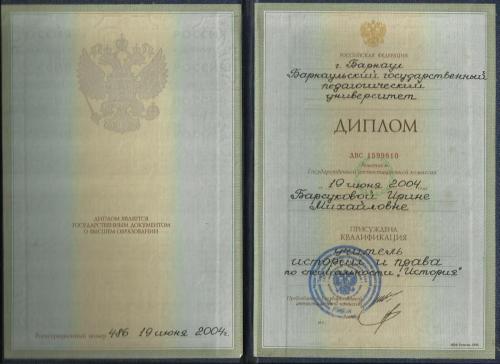 ДИПЛОМ ЯВЛЯЕТСЯ
ГОСУДАРСТВЕННЫМ ДОКУМЕНТОМ
О ВЫСШЕМ ОБРАЗОВАНИИ
Регистрационный номер 486 19 июня 2004г.
РОССИЙСКАЯ ФЕДЕРАЦИЯ
г. Барнаул
Барнаульский государственный
педагогический
университет
ДИПЛОМ
Решением
Государственной аттестационной комиссии
19 июня 2004
Барсуковой Ирине
Михайловне
ПРИСУЖДЕНА
КВАЛИФИКАЦИЯ
учитель
истории и права
по специальности „История"